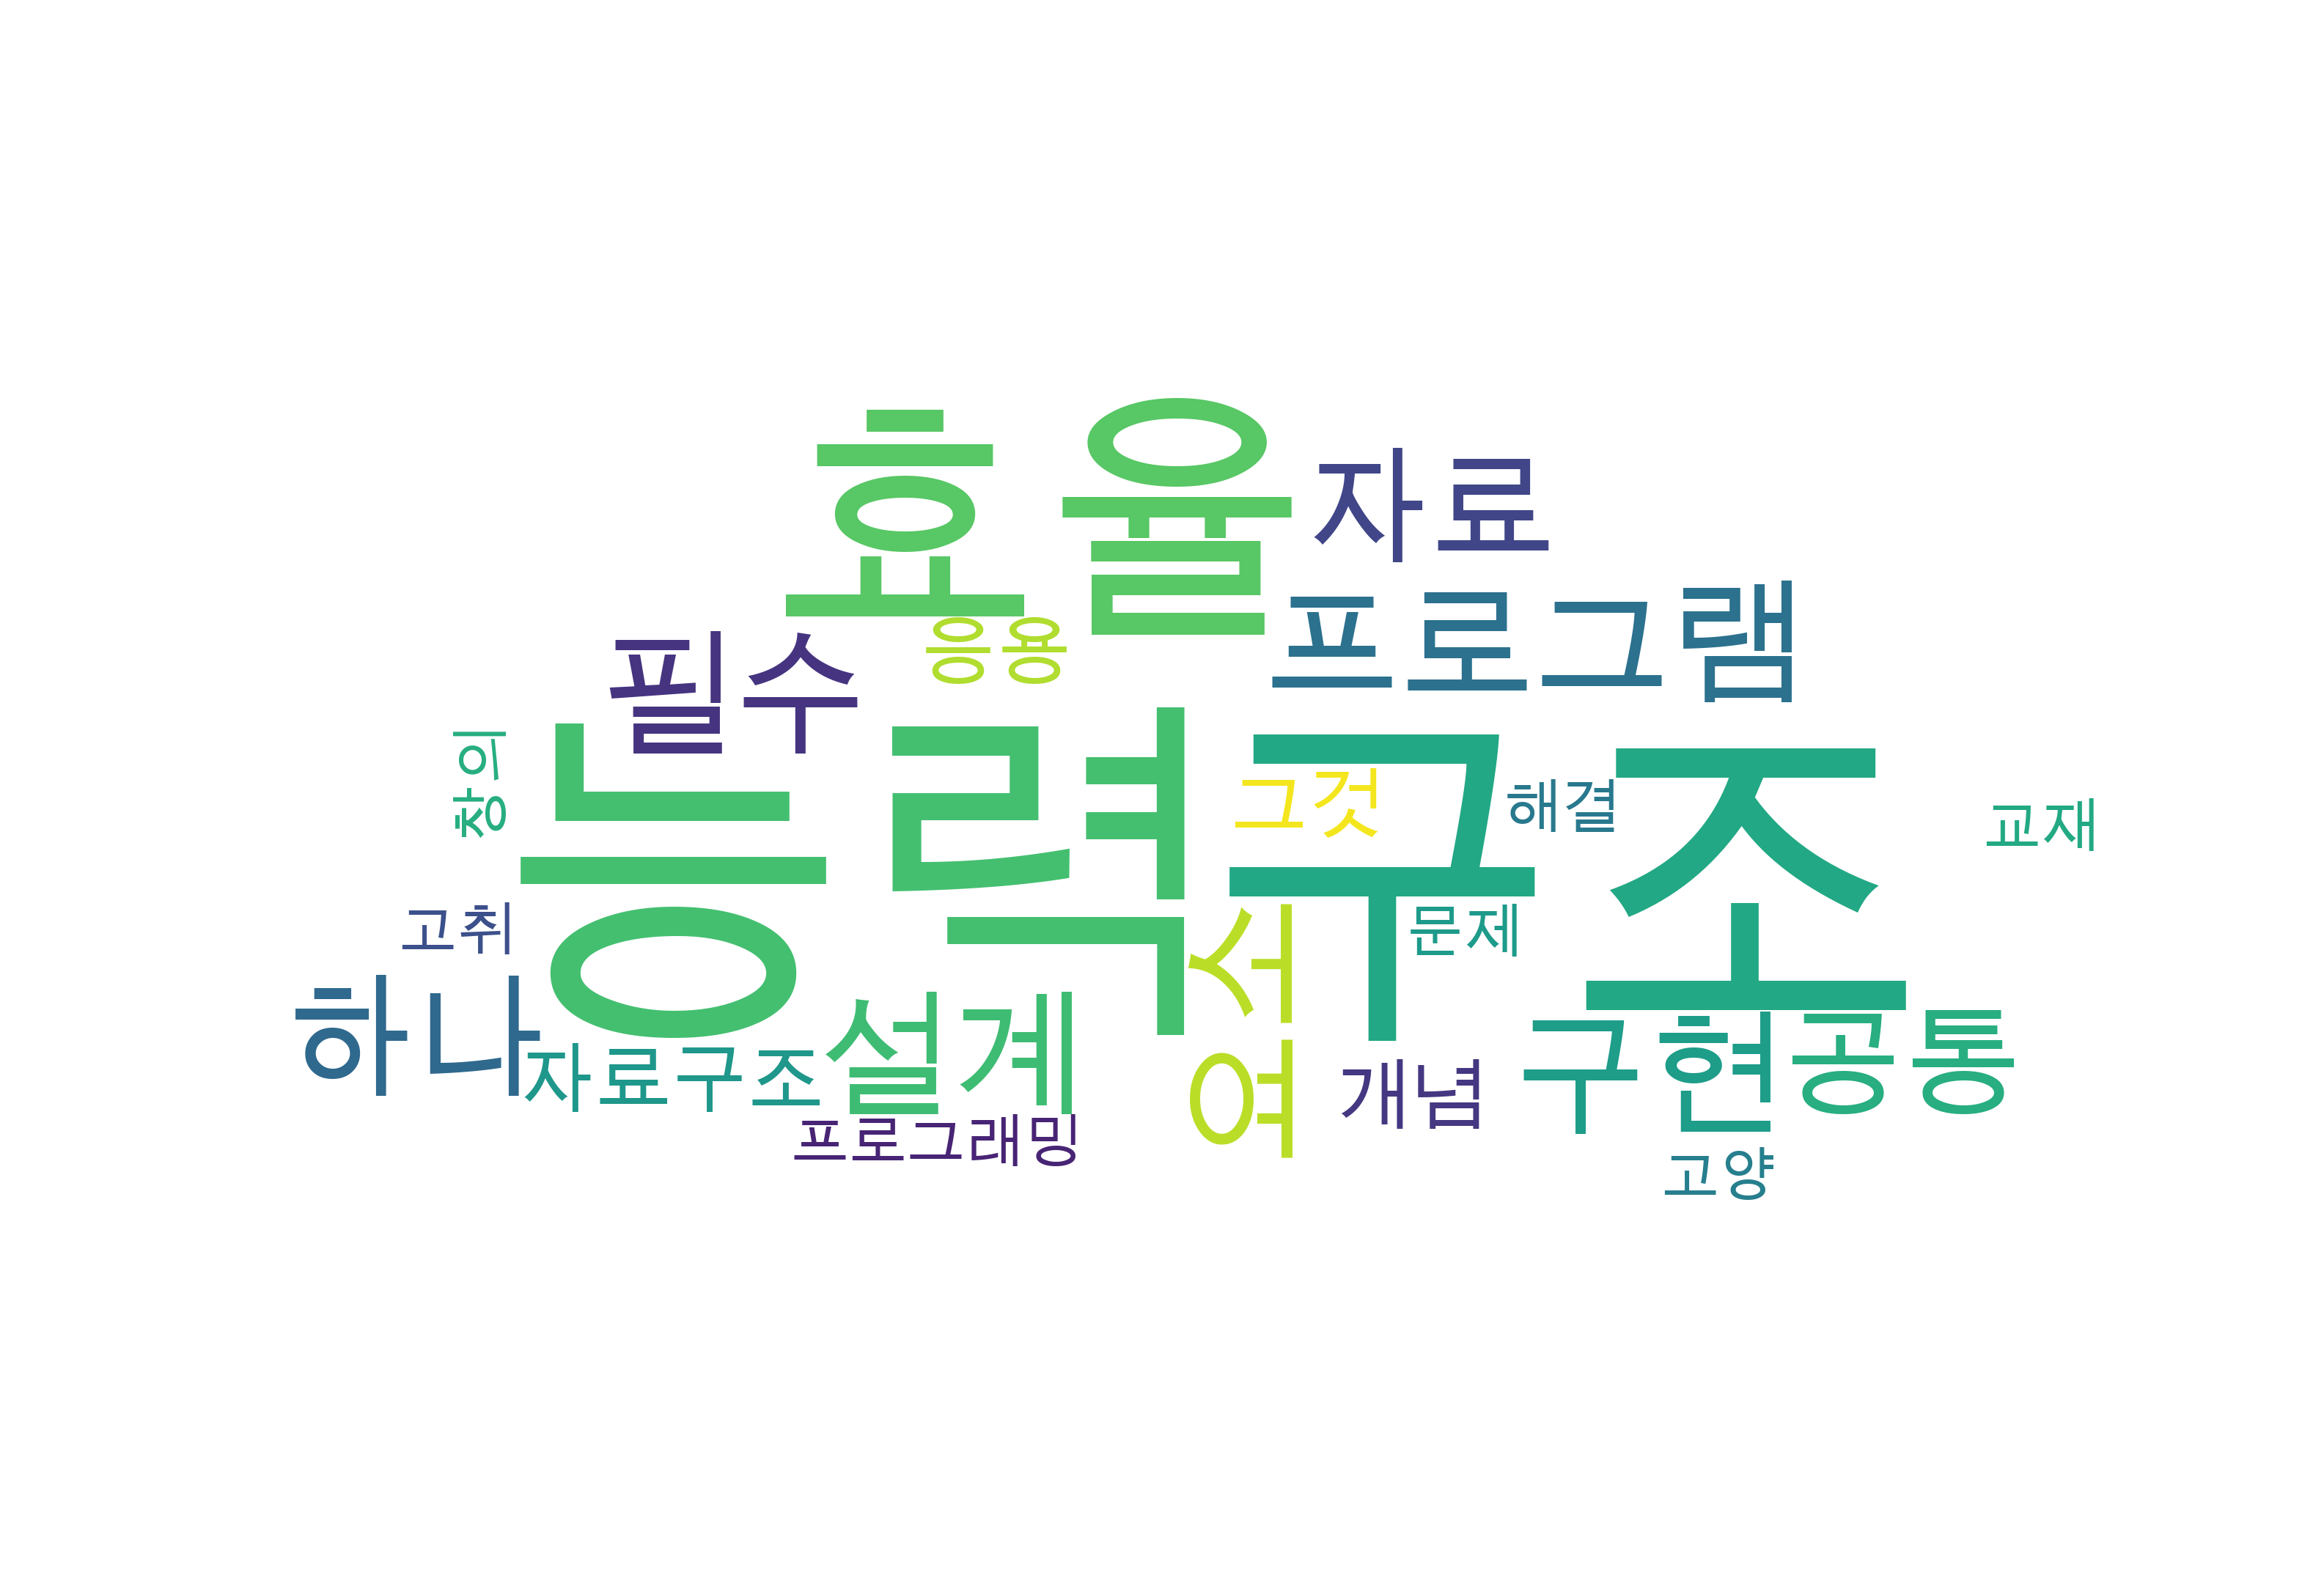 효율
자료
프로그램
필수
응용
능력
구조
그것
해결
교재
창의
고취
문제
하나
요소
설계
자료구조
구현
공통
개념
프로그래밍
고양